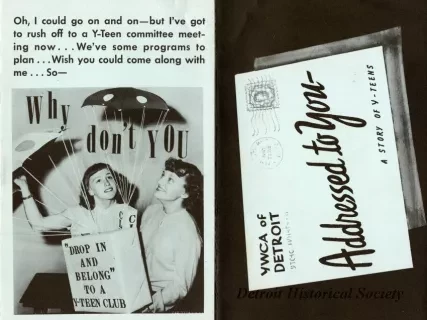 Oh, I could go on and on—but I've got
to rush off to a Y-Teen committee meet-
ing now . . . We've some programs to
plan . . . Wish you could come along with
me . . . So—
Why
don't YOU
"DROP IN
AND
BELONG"
TO A
Y-TEEN CLUB
YWCA of
DETROIT
Addressed to You—
A STORY OF Y-TEENS
Detroit Historical Society